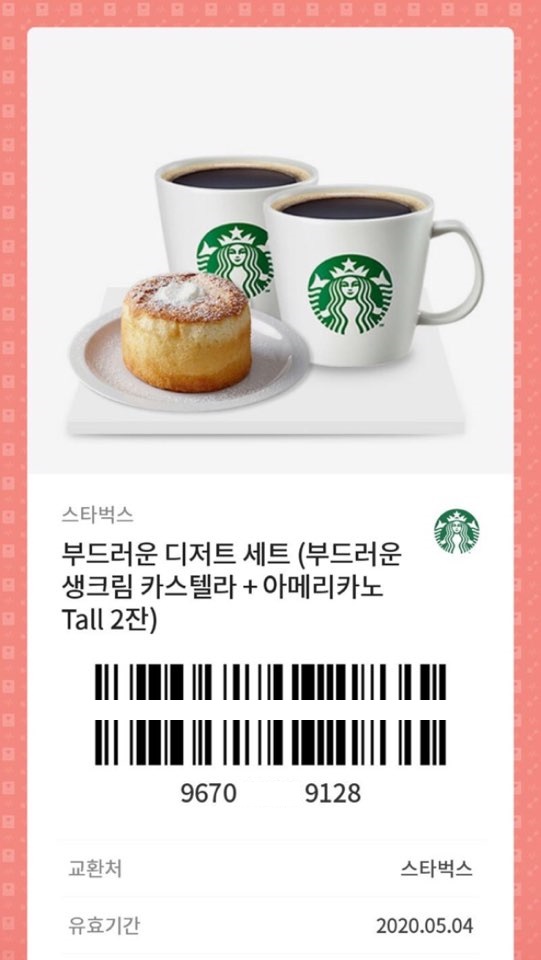 스타벅스
부드러운 디저트 세트 (부드러운
생크림 카스텔라 + 아메리카노
Tall 2잔)
9670 9128
교환처 스타벅스
유효기간 2020.05.04